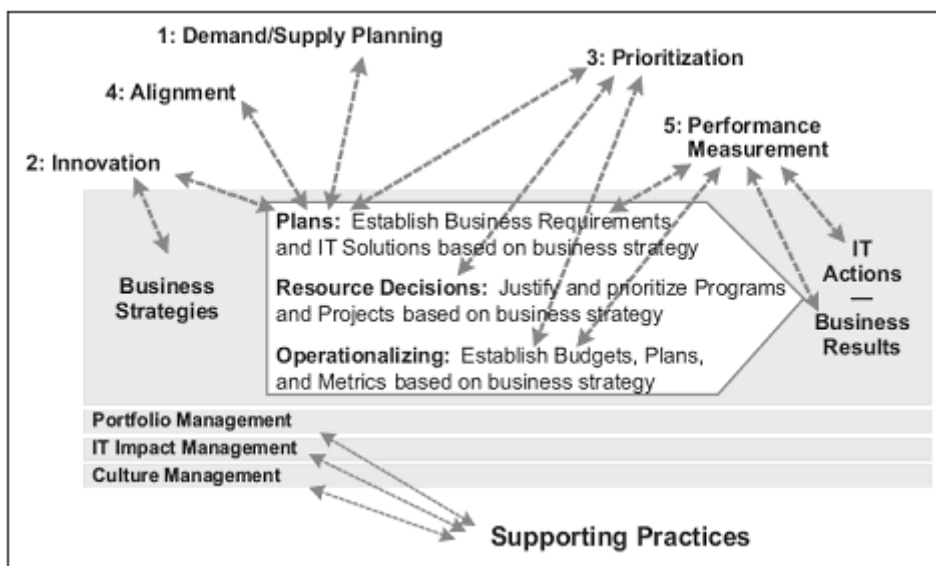 1: Demand/Supply Planning
3: Prioritization
4: Alignment
5: Performance
Measurement
2: Innovation
Plans: Establish Business Requirements
and IT Solutions based on business strategy
Business
Strategies
Resource Decisions: Justify and prioritize Programs
and Projects based on business strategy
Operationalizing: Establish Budgets, Plans,
and Metrics based on business strategy
IT
Actions
—
Business
Results
Portfolio Management
IT Impact Management
Culture Management
Supporting Practices